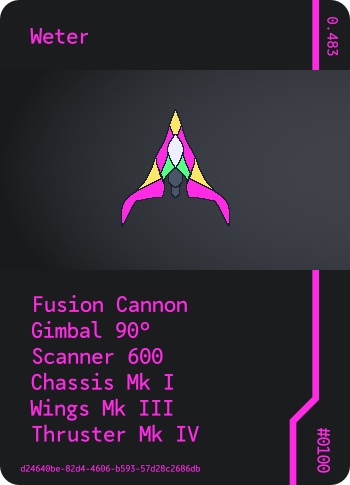 Weter
0.483
Fusion Cannon
Gimbal 90°
Scanner 600
Chassis Mk I
Wings Mk III
Thruster Mk IV
#0100
d24640be-82d4-4606-b593-57d28c2686db